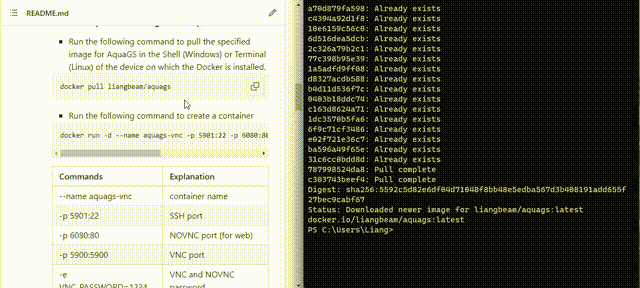 README.md
Run the following command to pull the specified
image for AquaGS in the Shell (Windows) or Terminal
(Linux) of the device on which the Docker is installed.
docker pull liangbeam/aquags
Run the following command to create a container
docker run -d --name aquags-vnc -p 5901:22 -p 6080:80
Commands Explanation
--name aquags-vnc container name
-p 5901:22 SSH port
-p 6080:80 NOVNC port (for web)
-p 5900:5900 VNC port
-e VNC and NOVNC
VNC_PASSWORD=1234 password
a70d879fa598: Already exists
c4394a92d1f8: Already exists
10e6159c56c0: Already exists
6d516dea5dcb: Already exists
2c326a79b2c1: Already exists
77c398b95e39: Already exists
1a5adfd9ff08: Already exists
d8327acdb588: Already exists
b4d11d536f7c: Already exists
0403b18ddc74: Already exists
c163d8624a71: Already exists
1dc3570b5fa6: Already exists
6f9c71cf3486: Already exists
e02f721e36c7: Already exists
ba596a49f65e: Already exists
31c6cc0bdd8d: Already exists
787998524da8: Pull complete
c303743beef4: Pull complete
Digest: sha256:5592c5d82e6df04d71048f8bb48e5edba567d3b408191add655f
27bec9cabf67
Status: Downloaded newer image for liangbeam/aquags:latest
docker.io/liangbeam/aquags:latest
PS C:\Users\Liang>